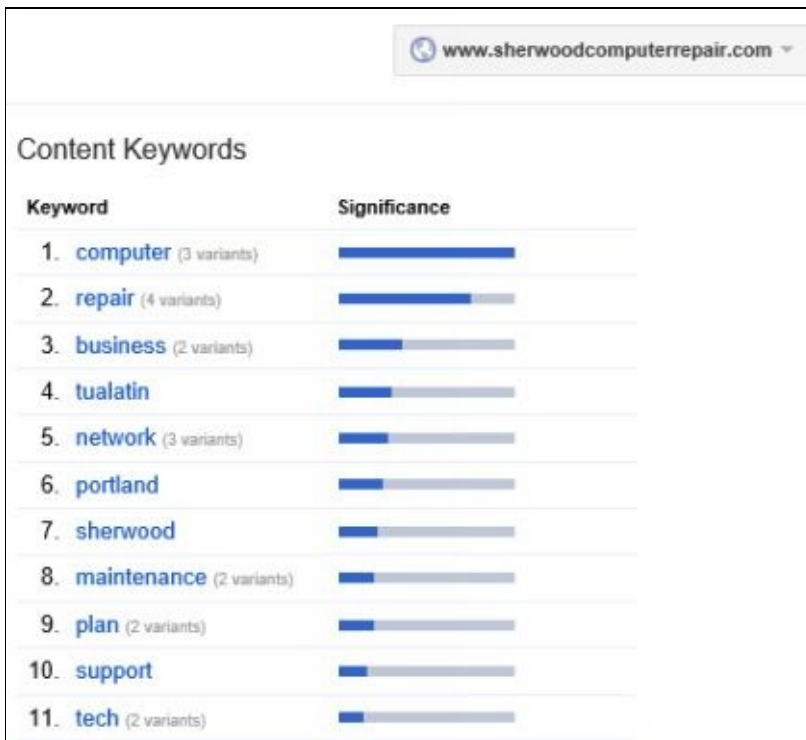 www.sherwoodcomputerrepair.com
Content Keywords
Keyword Significance
1. computer (3 variants)
2. repair (4 variants)
3. business (2 variants)
4. tualatin
5. network (3 variants)
6. portland
7. sherwood
8. maintenance (2 variants)
9. plan (2 variants)
10. support
11. tech (2 variants)